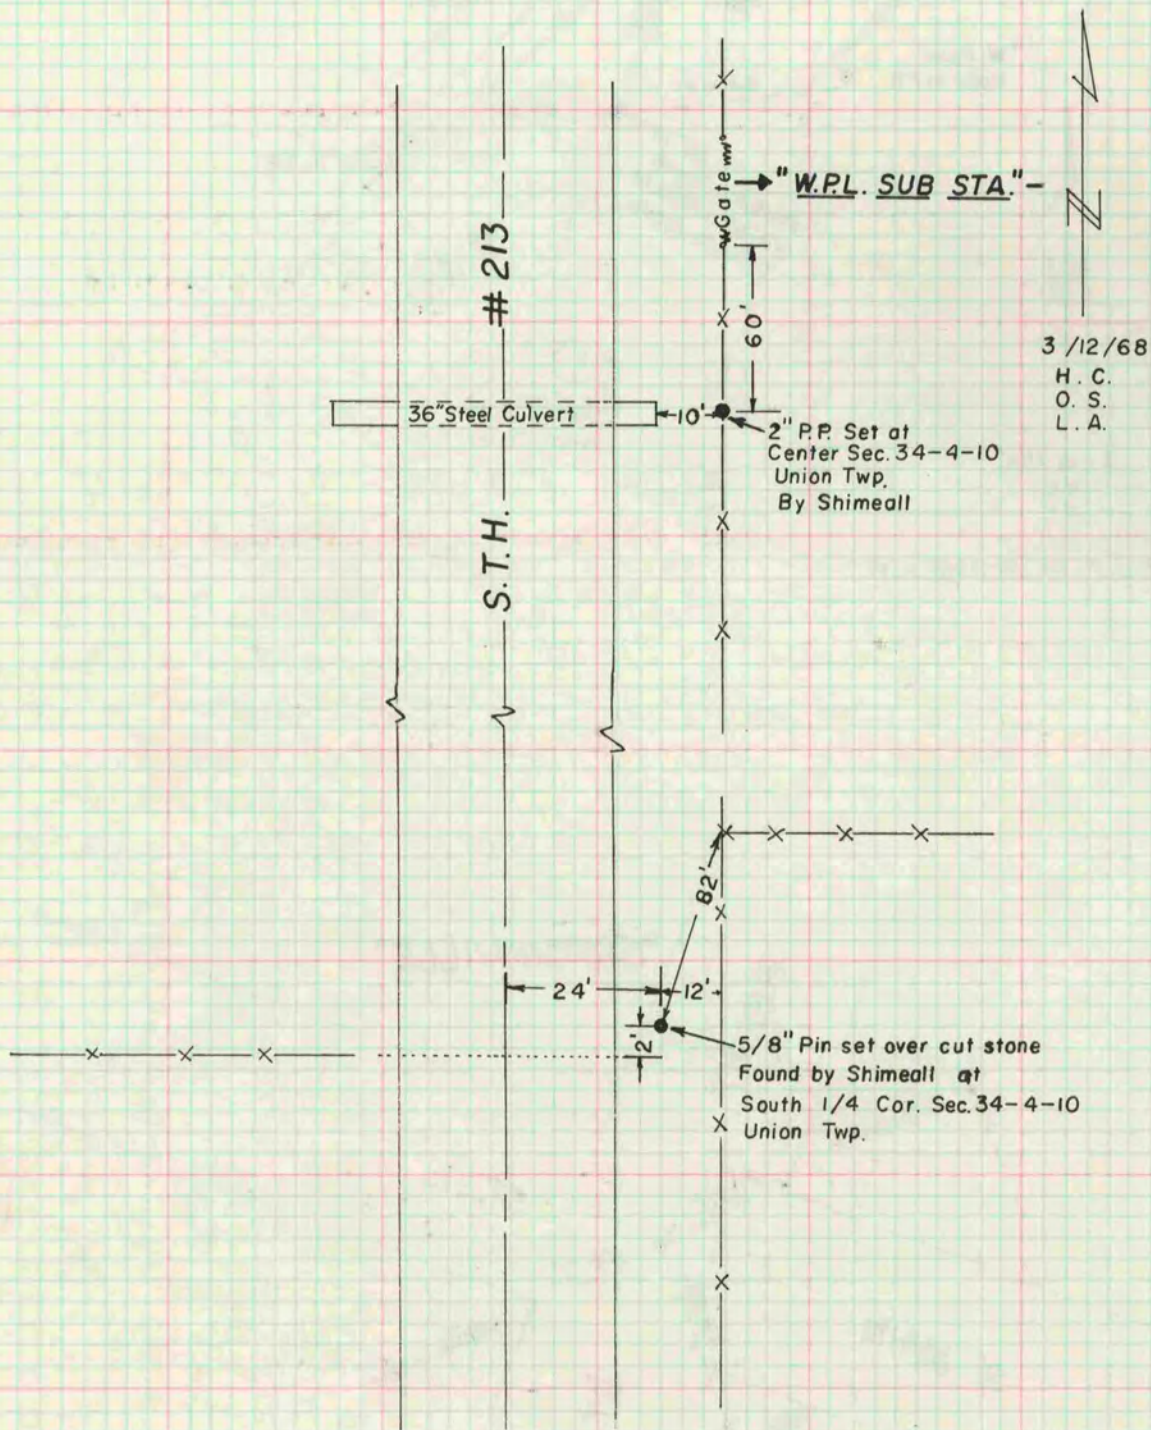 Gate
"W.P.L. SUB STA."-
# 213
60'
N
3/12/68
H. C.
O. S.
L. A.
36" Steel Culvert
10'
2" P.P. Set at
Center Sec. 34-4-10
Union Twp.
By Shimeall
S.T.H.
82'
24'
12'
2'
5/8" Pin set over cut stone
Found by Shimeall at
South 1/4 Cor. Sec. 34-4-10
Union Twp.